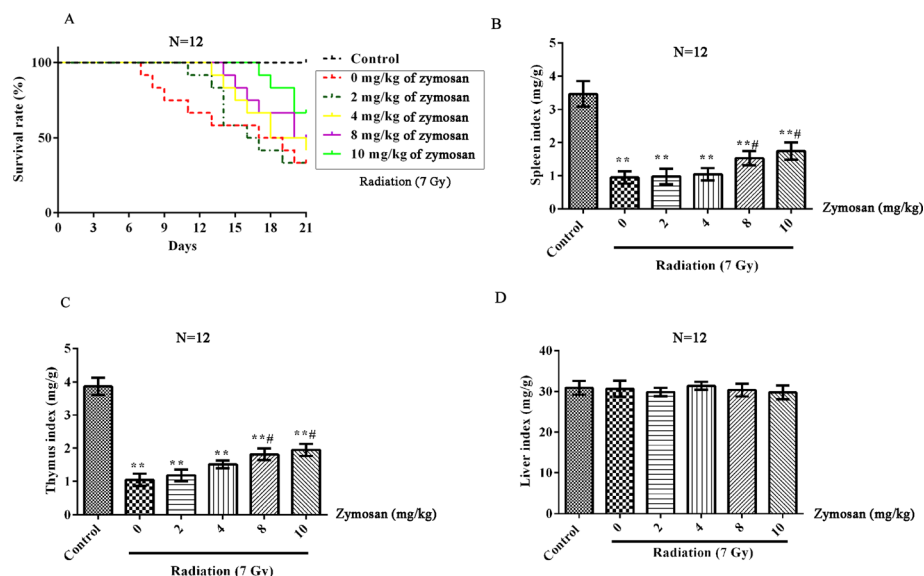 A
N=12
Survival rate (%)
100
50
0
0 3 6 9 12 15 18 21
Days
Control
0 mg/kg of zymosan
2 mg/kg of zymosan
4 mg/kg of zymosan
8 mg/kg of zymosan
10 mg/kg of zymosan
Radiation (7 Gy)
B
N=12
Spleen index (mg/g)
5
4
3
2
1
0
** ** ** **# **#
Control 0 2 4 8 10 Zymosan (mg/kg)
Radiation (7 Gy)
C
N=12
Thymus index (mg/g)
5
4
3
2
1
0
** ** ** **# **#
Control 0 2 4 8 10 Zymosan (mg/kg)
Radiation (7 Gy)
D
N=12
Liver index (mg/g)
40
30
20
10
0
Control 0 2 4 8 10 Zymosan (mg/kg)
Radiation (7 Gy)